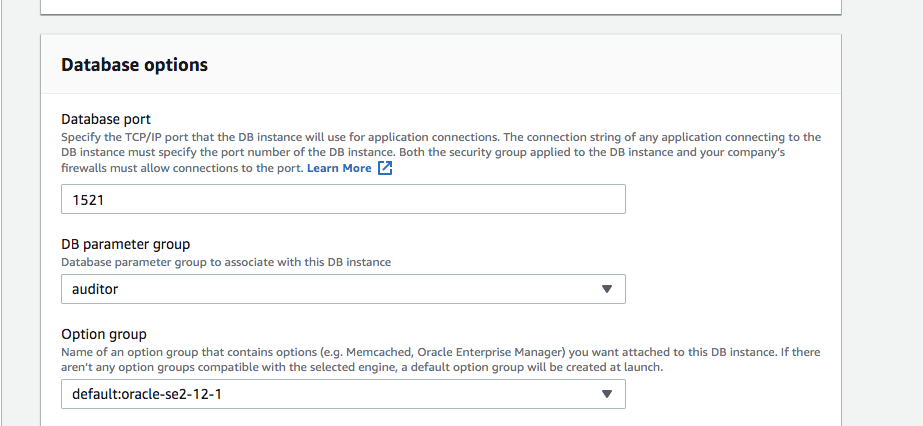 Database options
Database port
Specify the TCP/IP port that the DB instance will use for application connections. The connection string of any application connecting to the
DB instance must specify the port number of the DB instance. Both the security group applied to the DB instance and your company's
firewalls must allow connections to the port. Learn More
1521
DB parameter group
Database parameter group to associate with this DB instance
auditor
Option group
Name of an option group that contains options (e.g. Memcached, Oracle Enterprise Manager) you want attached to this DB instance. If there
aren't any option groups compatible with the selected engine, a default option group will be created at launch.
default:oracle-se2-12-1